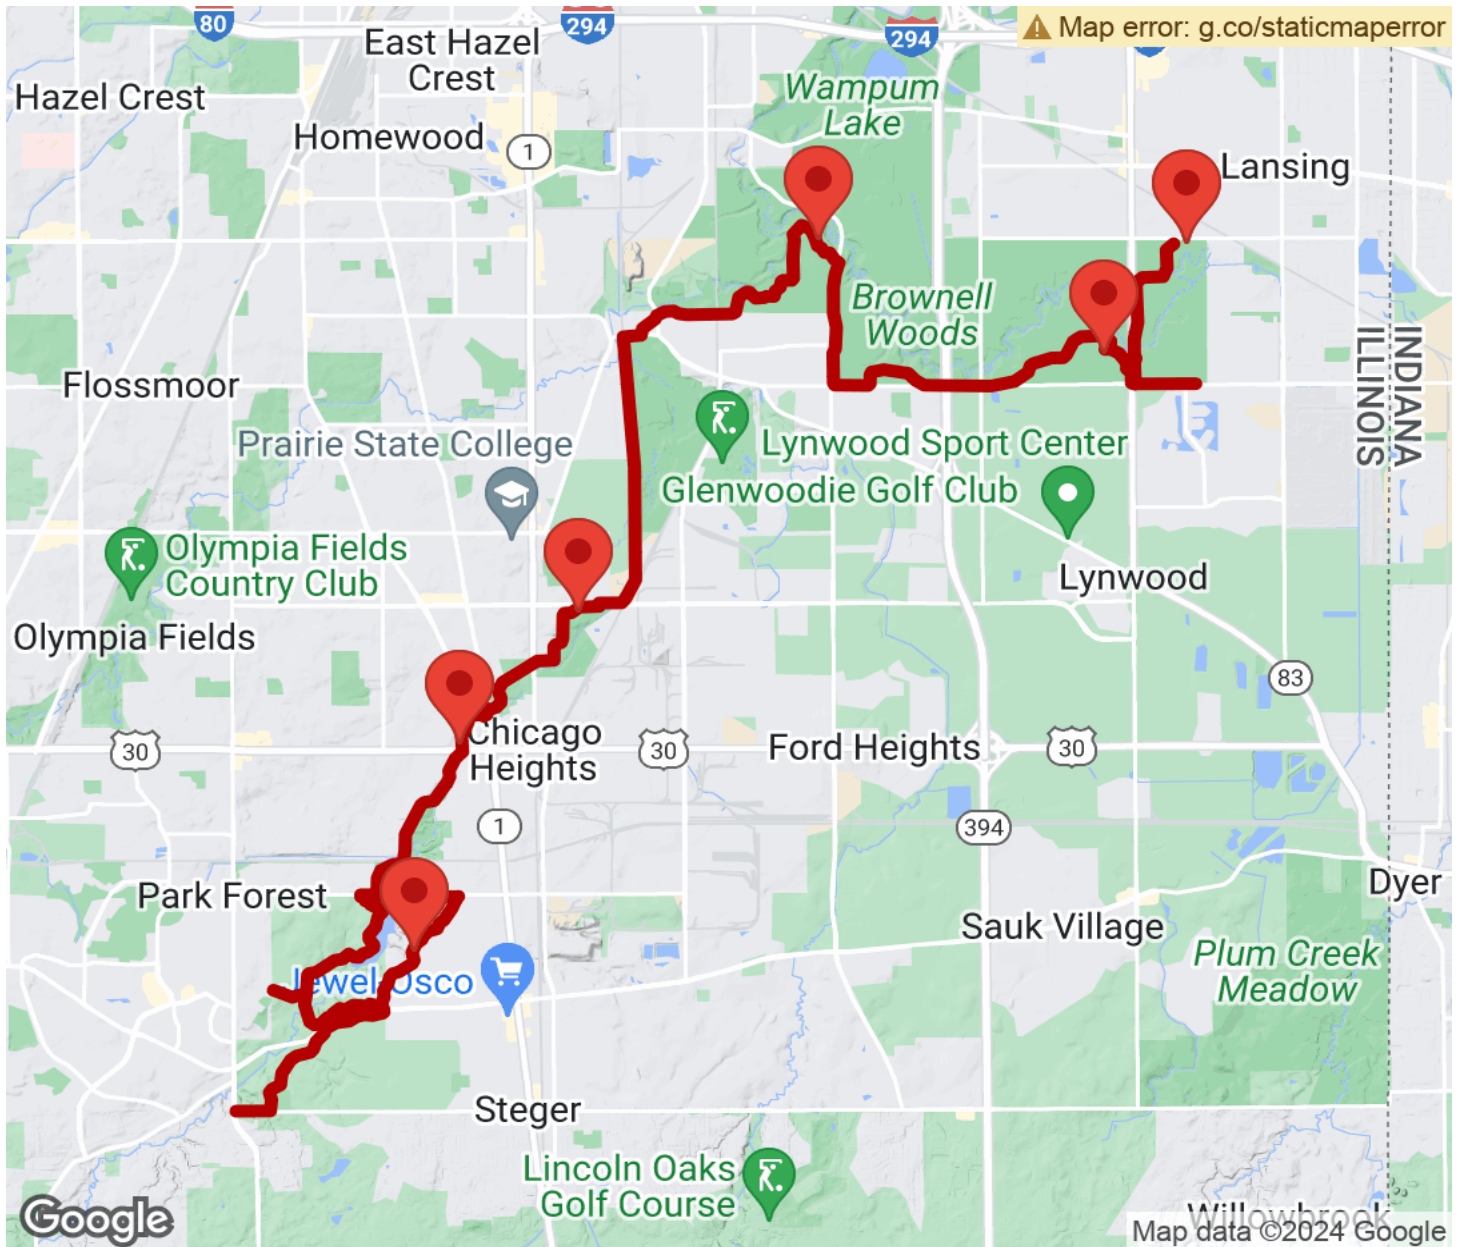 80
294
294
Map error: g.co/staticmaperror
East Hazel
Crest
Hazel Crest
Wampum
Lake
Homewood
1
Lansing
Brownell
Woods
INDIANA
ILLINOIS
Flossmoor
Prairie State College
Lynwood Sport Center
Glenwoodie Golf Club
Olympia Fields
Country Club
Lynwood
Olympia Fields
83
Chicago
Heights
30
30
Ford Heights
30
1
394
Park Forest
Dyer
Sauk Village
Plum Creek
Meadow
Jewel Osco
Steger
Lincoln Oaks
Golf Course
Willowbrook
Google
Map data ©2024 Google